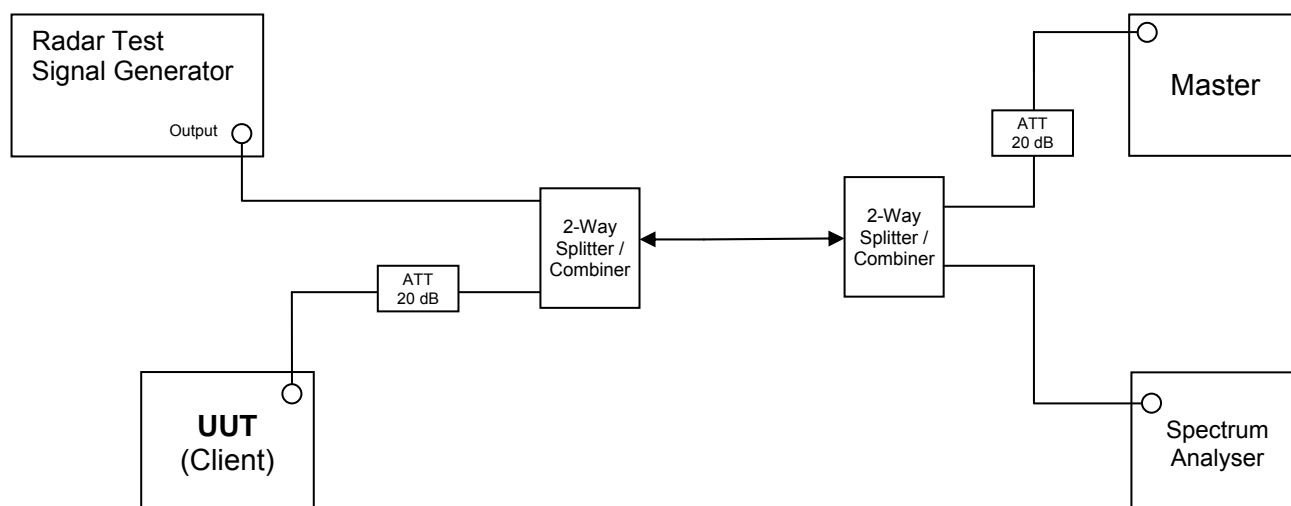 Radar Test
Signal Generator
Output
2-Way
Splitter /
Combiner
ATT
20 dB
UUT
(Client)
2-Way
Splitter /
Combiner
ATT
20 dB
Master
Spectrum
Analyser